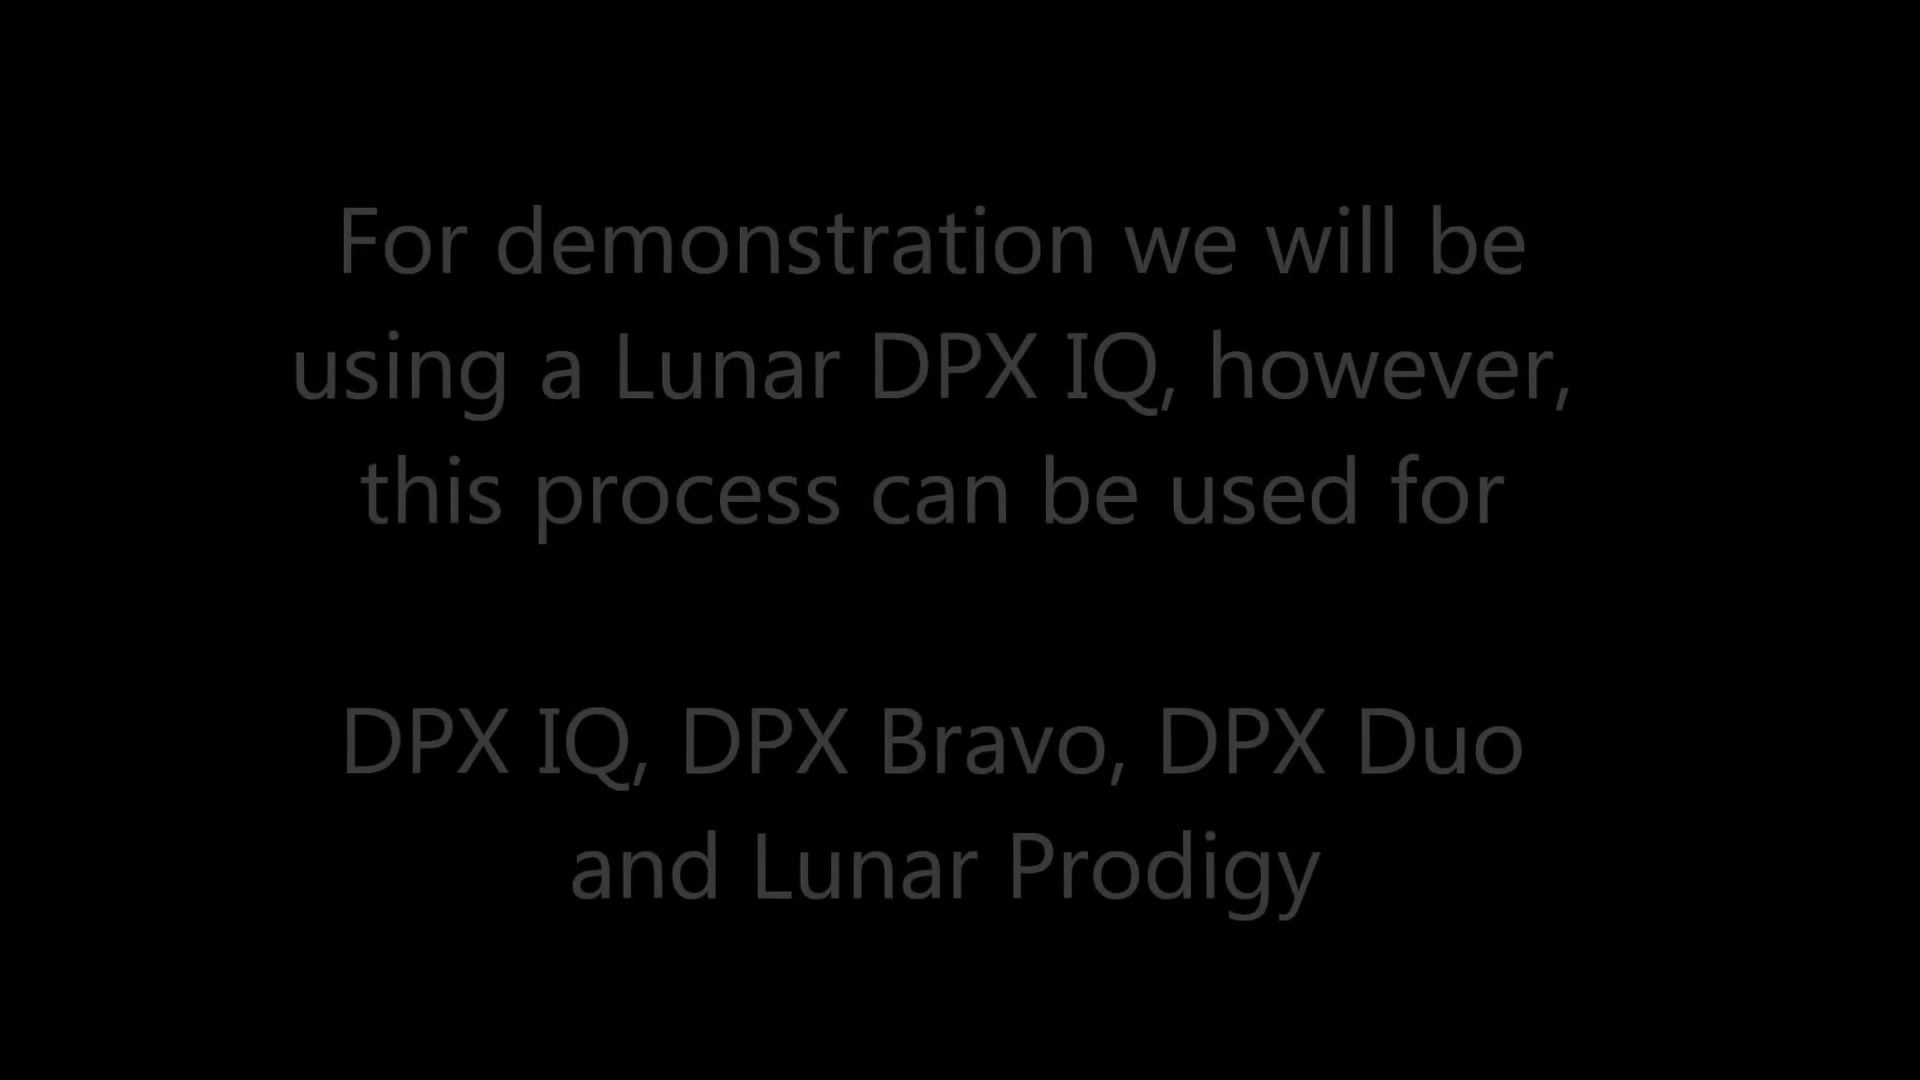 For demonstration we will be
using a Lunar DPX IQ, however,
this process can be used for
DPX IQ, DPX Bravo, DPX Duo
and Lunar Prodigy